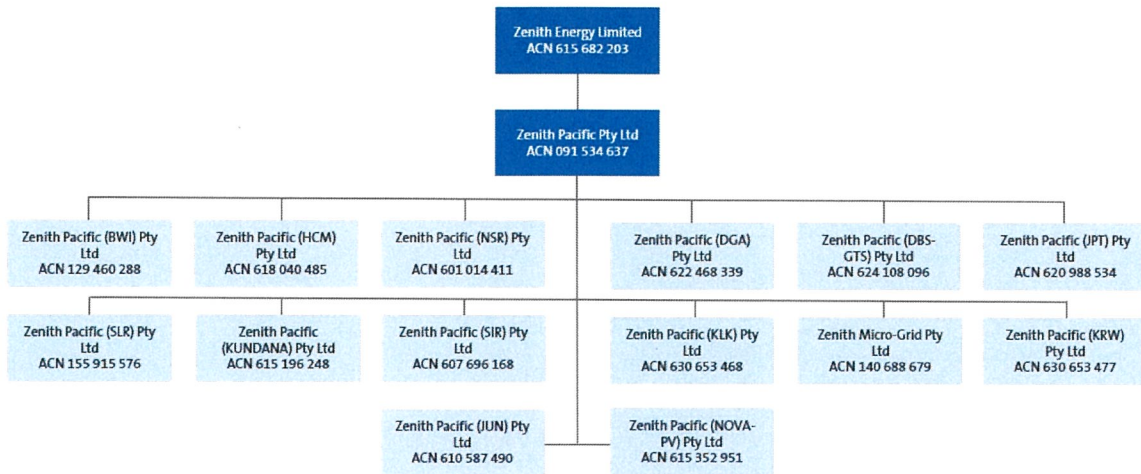 Zenith Energy Limited
ACN 615 682 203
Zenith Pacific Pty Ltd
ACN 091 534 637
Zenith Pacific (BWI) Pty
Ltd
ACN 129 460 288
Zenith Pacific (HCM)
Pty Ltd
ACN 618 040 485
Zenith Pacific (NSR) Pty
Ltd
ACN 601 014 411
Zenith Pacific (DGA)
Pty Ltd
ACN 622 468 339
Zenith Pacific (DBS-
GTS) Pty Ltd
ACN 624 108 096
Zenith Pacific (JPT) Pty
Ltd
ACN 620 988 534
Zenith Pacific (SLR) Pty
Ltd
ACN 155 915 576
Zenith Pacific
(KUNDANA) Pty Ltd
ACN 615 196 248
Zenith Pacific (SIR) Pty
Ltd
ACN 607 696 168
Zenith Pacific (KLK) Pty
Ltd
ACN 630 653 468
Zenith Micro-Grid Pty
Ltd
ACN 140 688 679
Zenith Pacific (KRW)
Pty Ltd
ACN 630 653 477
Zenith Pacific (JUN) Pty
Ltd
ACN 610 587 490
Zenith Pacific (NOVA-
PV) Pty Ltd
ACN 615 352 951